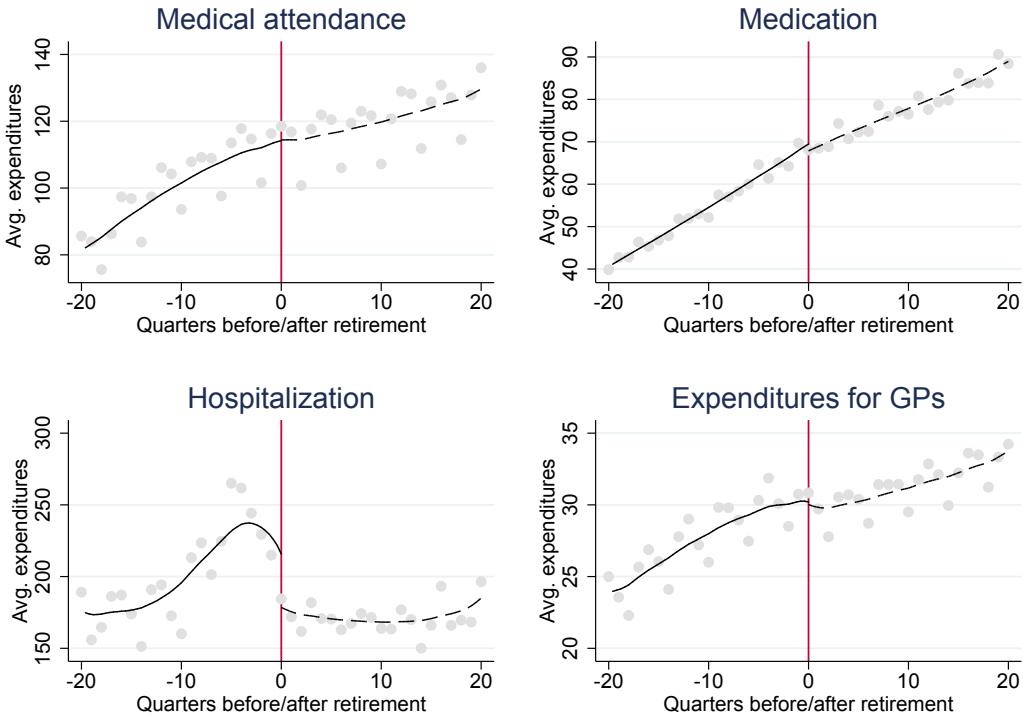 Medical attendance
Avg. expenditures
140
120
100
80
-20 -10 0 10 20
Quarters before/after retirement
Medication
Avg. expenditures
90
80
70
60
50
40
-20 -10 0 10 20
Quarters before/after retirement
Hospitalization
Avg. expenditures
300
250
200
150
-20 -10 0 10 20
Quarters before/after retirement
Expenditures for GPs
Avg. expenditures
35
30
25
20
-20 -10 0 10 20
Quarters before/after retirement